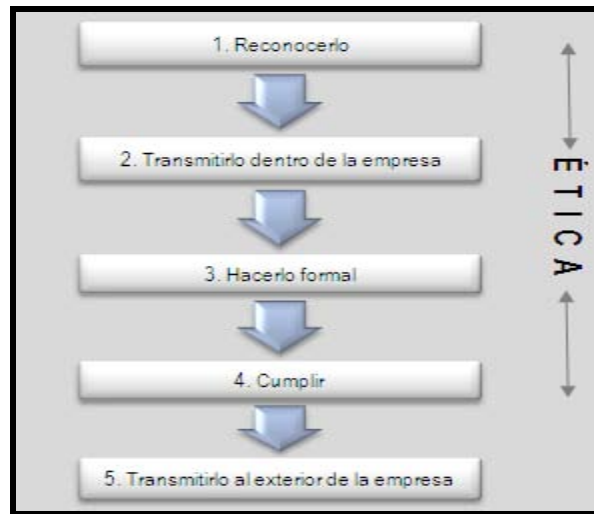 1. Reconocerlo
2. Transmitirlo dentro de la empresa
3. Hacerlo formal
4. Cumplir
5. Transmitirlo al exterior de la empresa
ÉTICA